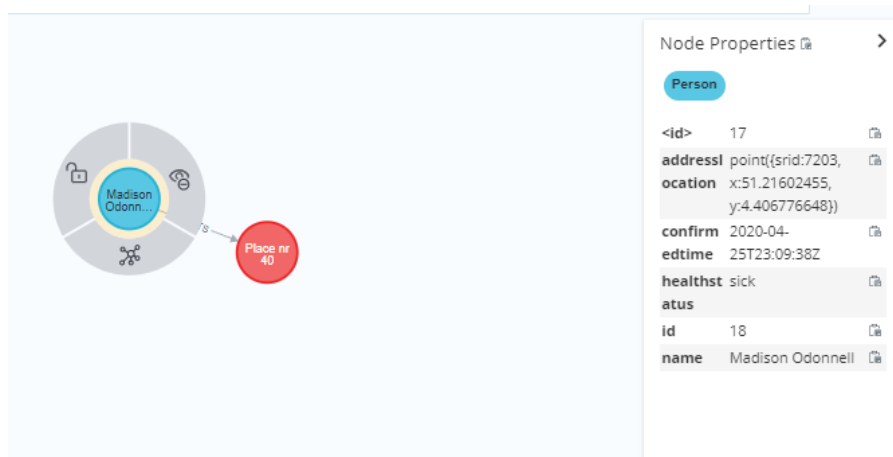 Madison
Odonn...
S
Place nr
40
Node Properties
Person
<id> 17
addressl point({srid:7203,
ocation x:51.21602455,
y:4.406776648})
confirm 2020-04-
edtime 25T23:09:38Z
healthst sick
atus
id 18
name Madison Odonnell